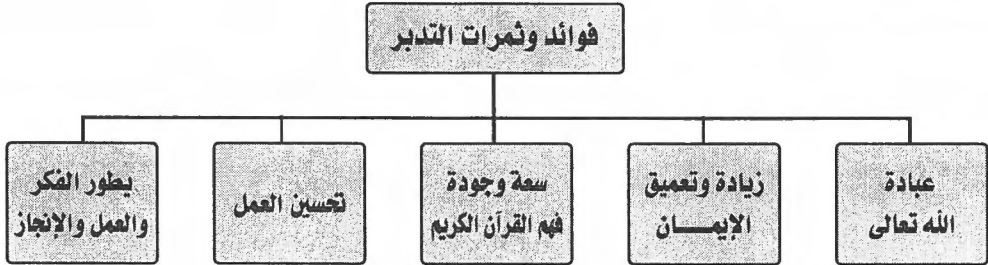 فوائد وثمرات التدبر
عبادة
الله تعالى
زيادة وتعميق
الإيمـــان
سعة وجودة
فهم القرآن الكريم
تحسين العمل
يطور الفكر
والعمل والإنجاز